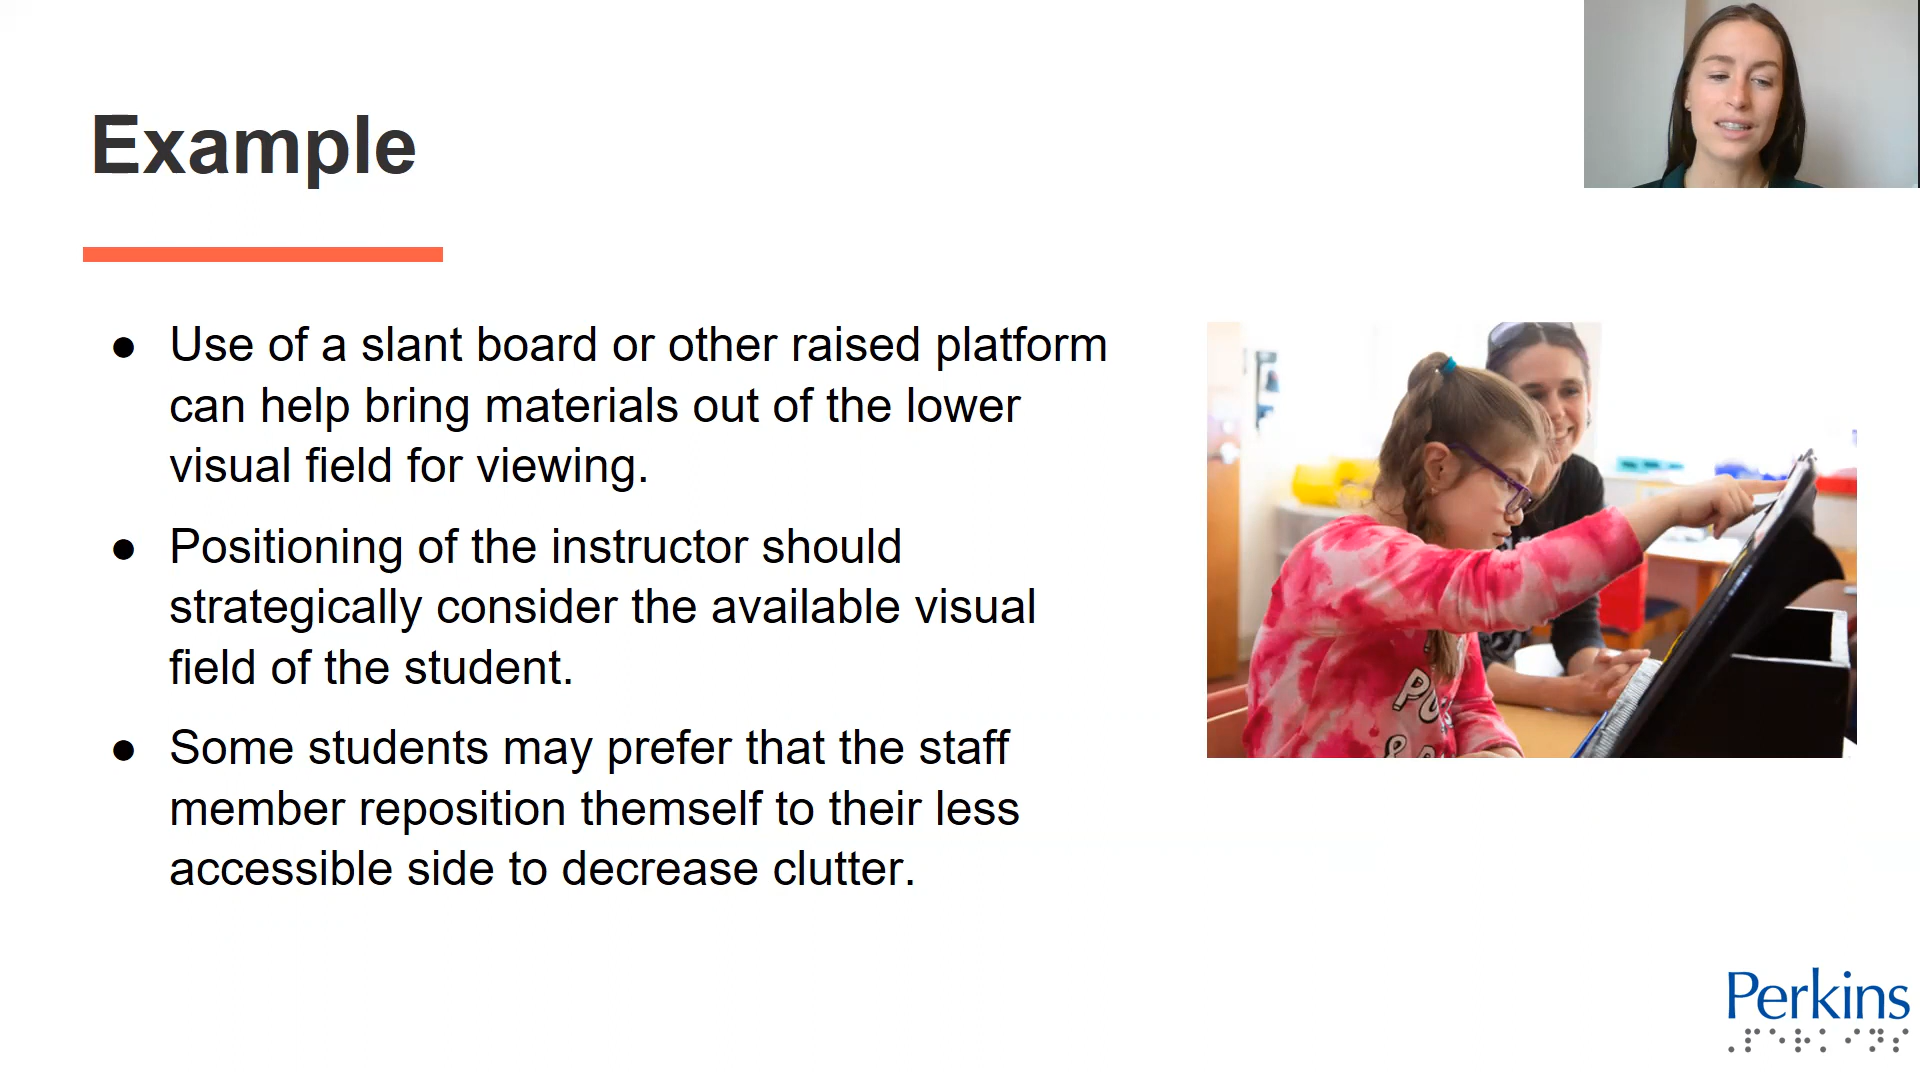 Example
● Use of a slant board or other raised platform
can help bring materials out of the lower
visual field for viewing.
● Positioning of the instructor should
strategically consider the available visual
field of the student.
● Some students may prefer that the staff
member reposition themself to their less
accessible side to decrease clutter.
Perkins
⠠⠏⠑⠗⠅⠊⠝⠎